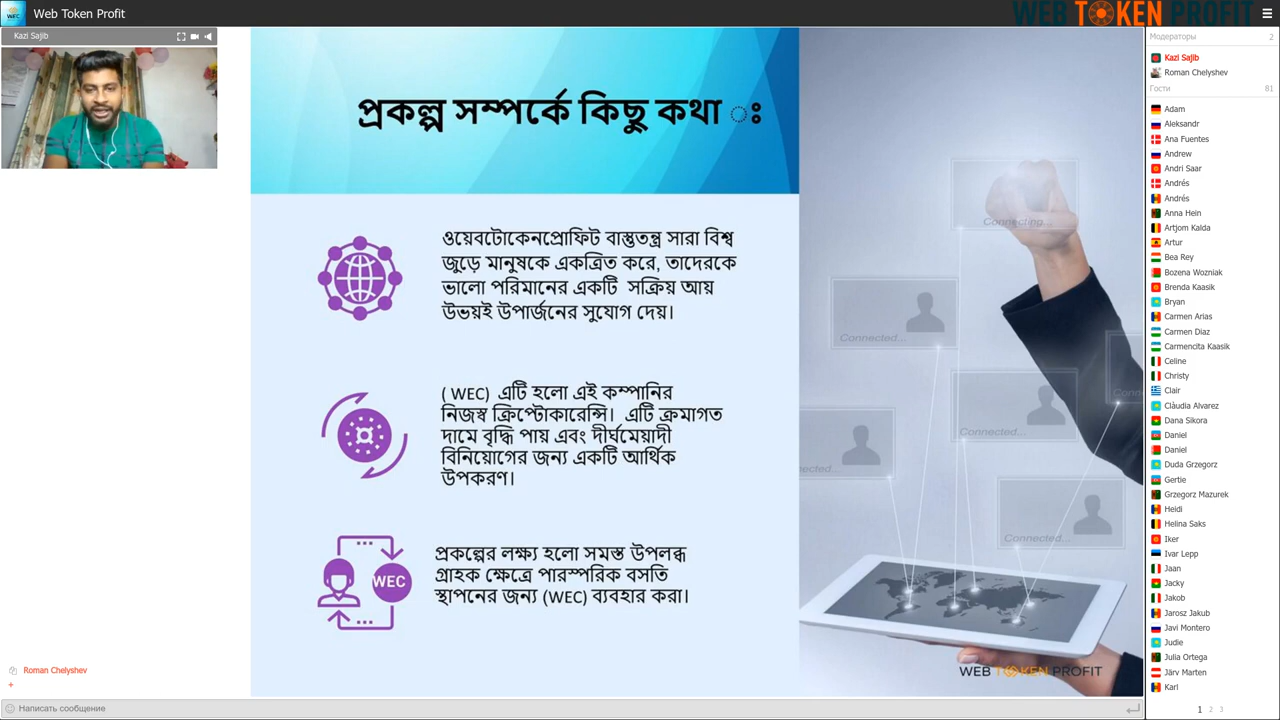 Web Token Profit
WEB TOKEN PROFIT
Kazi Sajib
প্রকল্প সম্পর্কে কিছু কথা ঃ
Connecting...
ওয়েবটোকেনপ্রোফিট বাস্তুতন্ত্র সারা বিশ্ব
জুড়ে মানুষকে একত্রিত করে, তাদেরকে
ভালো পরিমানের একটি সক্রিয় আয়
উভয়ই উপার্জনের সুযোগ দেয়।
Connected...
Connected...
( WEC) এটি হলো এই কম্পানির
নিজস্ব ক্রিপ্টোকারেন্সি। এটি ক্রমাগত
দামে বৃদ্ধি পায় এবং দীর্ঘমেয়াদী
বিনিয়োগের জন্য একটি আর্থিক
উপকরণ।
Connected...
WEC
প্রকল্পের লক্ষ্য হলো সমস্ত উপলব্ধ
গ্রাহক ক্ষেত্রে পারস্পরিক বসতি
স্থাপনের জন্য (WEC) ব্যবহার করা।
WEB TOKEN PROFIT
Roman Chelyshev
+
Написать сообщение
Модераторы 2
Kazi Sajib
Roman Chelyshev
Гости 81
Adam
Aleksandr
Ana Fuentes
Andrew
Andri Saar
Andrés
Andrés
Anna Hein
Artjom Kalda
Artur
Bea Rey
Bozena Wozniak
Brenda Kaasik
Bryan
Carmen Arias
Carmen Diaz
Carmencita Kaasik
Celine
Christy
Clair
Clàudia Alvarez
Dana Sikora
Daniel
Daniel
Duda Grzegorz
Gertie
Grzegorz Mazurek
Heidi
Helina Saks
Iker
Ivar Lepp
Jaan
Jacky
Jakob
Jarosz Jakub
Javi Montero
Judie
Julia Ortega
Järv Marten
Karl
1 2 3